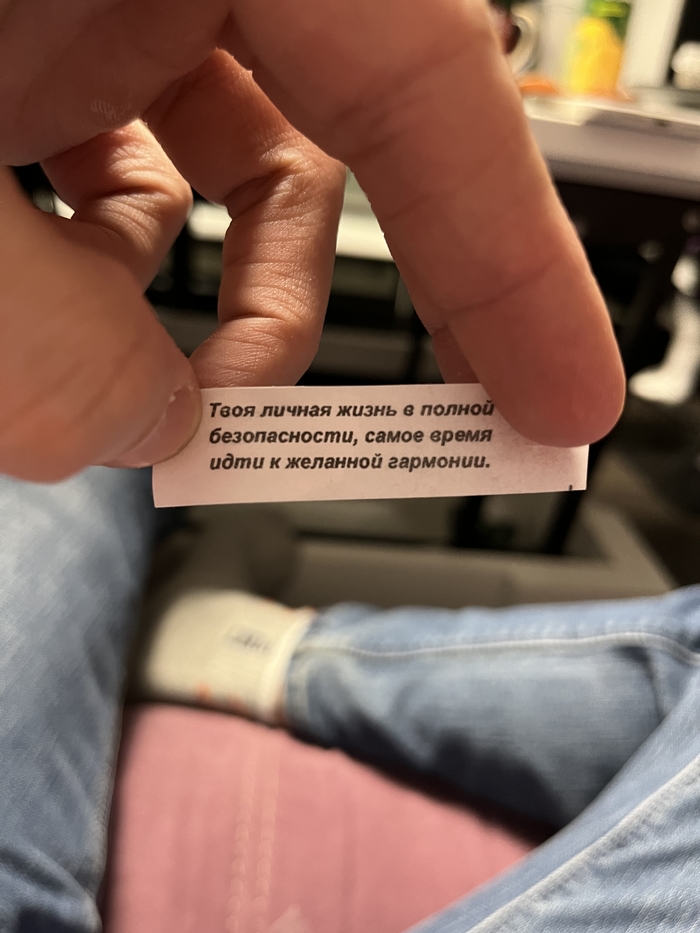 Твоя личная жизнь в полной
безопасности, самое время
идти к желанной гармонии.